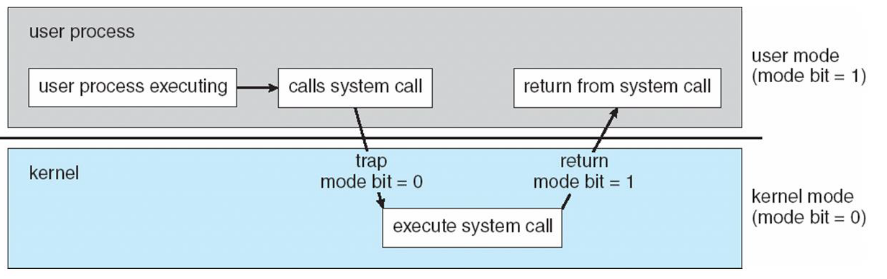 user process
user process executing
calls system call
return from system call
user mode
(mode bit = 1)
trap
mode bit = 0
return
mode bit = 1
kernel
execute system call
kernel mode
(mode bit = 0)